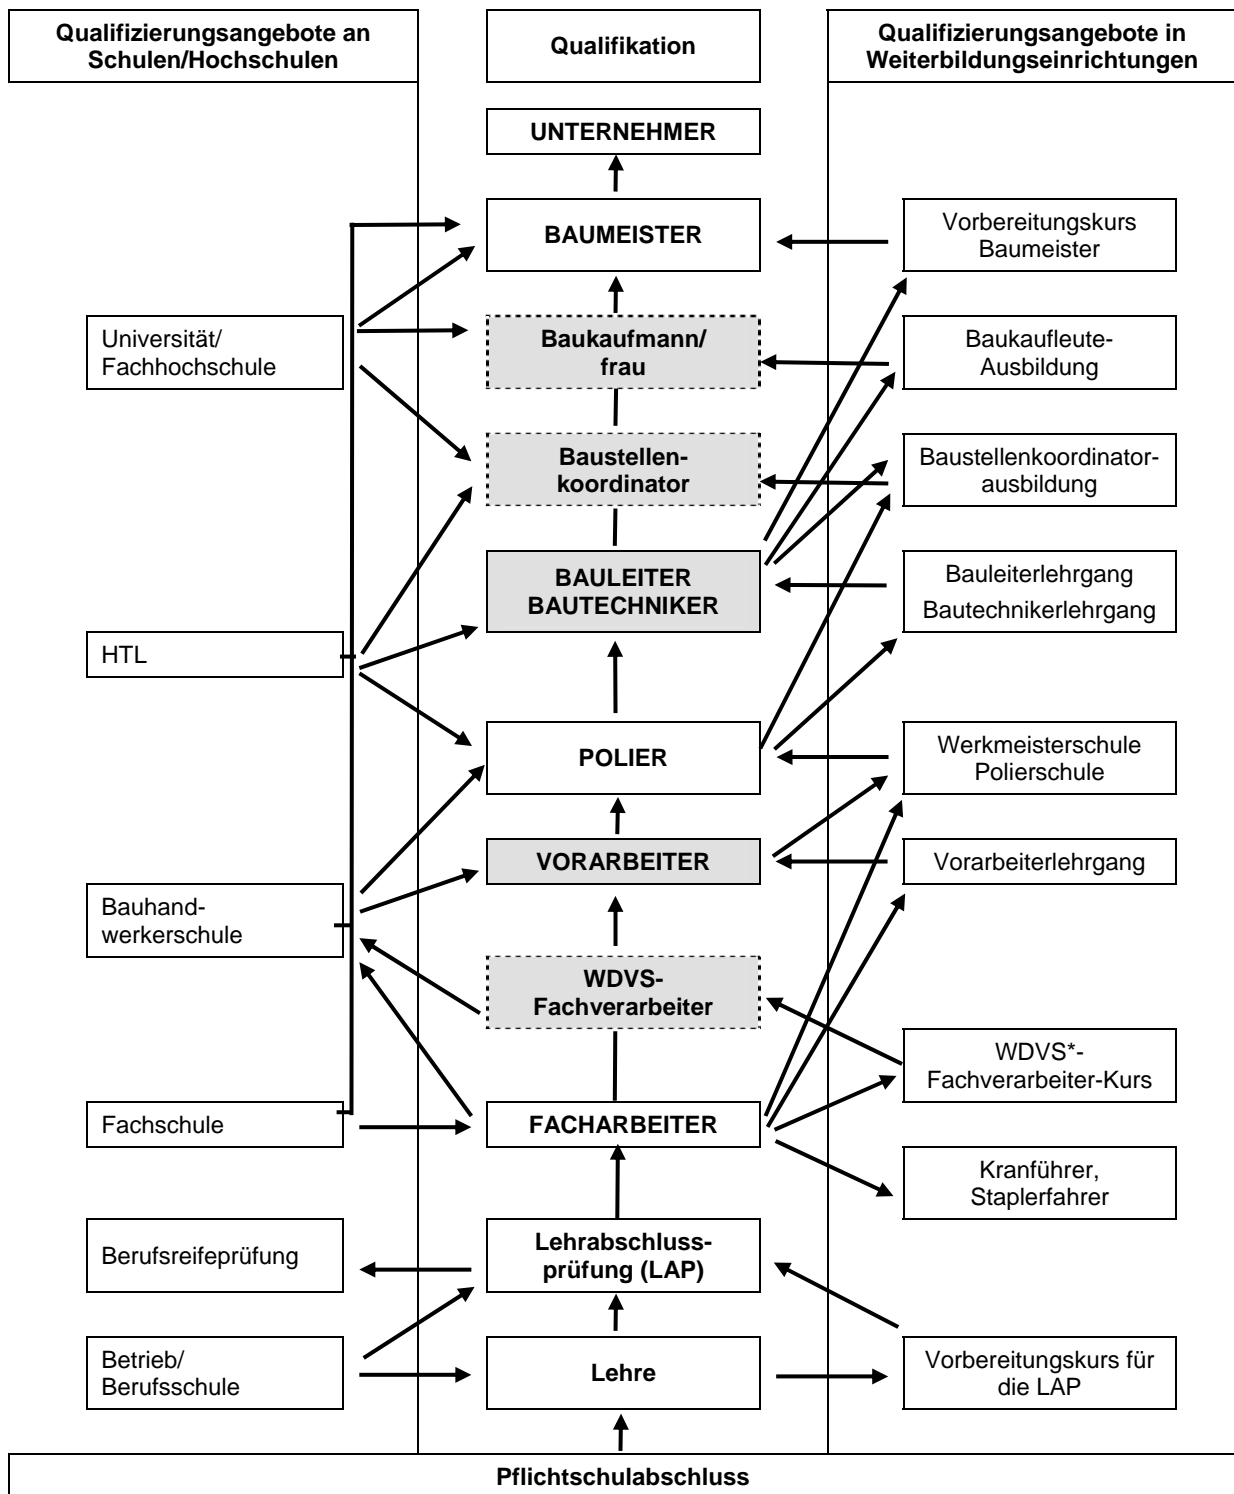 Qualifizierungsangebote an
Schulen/Hochschulen
Qualifikation
Qualifizierungsangebote in
Weiterbildungseinrichtungen
UNTERNEHMER
BAUMEISTER
Vorbereitungskurs
Baumeister
Universität/
Fachhochschule
Baukaufmann/
frau
Baukaufleute-
Ausbildung
Baustellen-
koordinator
Baustellenkoordinator-
ausbildung
HTL
BAULEITER
BAUTECHNIKER
Bauleiterlehrgang
Bautechnikerlehrgang
POLIER
Werkmeisterschule
Polierschule
VORARBEITER
Vorarbeiterlehrgang
Bauhand-
werkerschule
WDVS-
Fachverarbeiter
WDVS*-
Fachverarbeiter-Kurs
Fachschule
FACHARBEITER
Kranführer,
Staplerfahrer
Berufsreifeprüfung
Lehrabschluss-
prüfung (LAP)
Betrieb/
Berufsschule
Lehre
Vorbereitungskurs für
die LAP
Pflichtschulabschluss